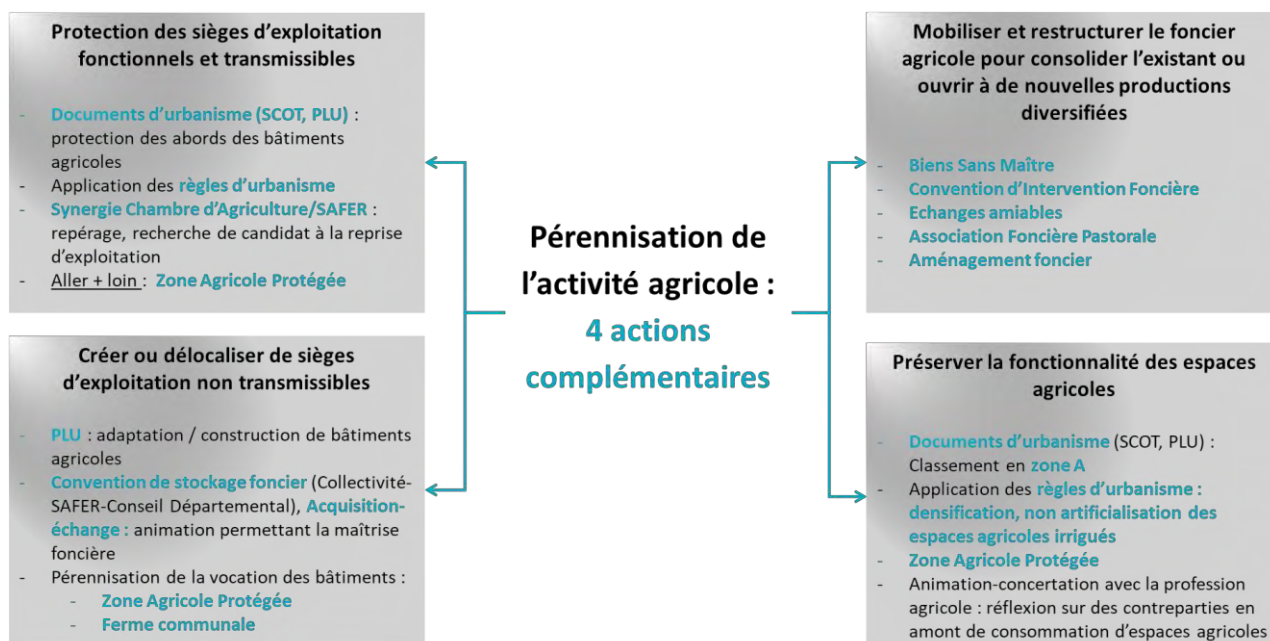 Protection des sièges d'exploitation
fonctionnels et transmissibles
- Documents d'urbanisme (SCOT, PLU) :
protection des abords des bâtiments
agricoles
- Application des règles d'urbanisme
- Synergie Chambre d'Agriculture/SAFER :
repérage, recherche de candidat à la reprise
d'exploitation
- Aller + loin : Zone Agricole Protégée
Créer ou délocaliser de sièges
d'exploitation non transmissibles
- PLU : adaptation / construction de bâtiments
agricoles
- Convention de stockage foncier (Collectivité-
SAFER-Conseil Départemental), Acquisition-
échange : animation permettant la maîtrise
foncière
- Pérennisation de la vocation des bâtiments :
- Zone Agricole Protégée
- Ferme communale
Pérennisation de
l'activité agricole :
4 actions
complémentaires
Mobiliser et restructurer le foncier
agricole pour consolider l'existant ou
ouvrir à de nouvelles productions
diversifiées
- Biens Sans Maître
- Convention d'Intervention Foncière
- Echanges amiables
- Association Foncière Pastorale
- Aménagement foncier
Préserver la fonctionnalité des espaces
agricoles
- Documents d'urbanisme (SCOT, PLU) :
Classement en zone A
- Application des règles d'urbanisme :
densification, non artificialisation des
espaces agricoles irrigués
- Zone Agricole Protégée
- Animation-concertation avec la profession
agricole : réflexion sur des contreparties en
amont de consommation d'espaces agricoles